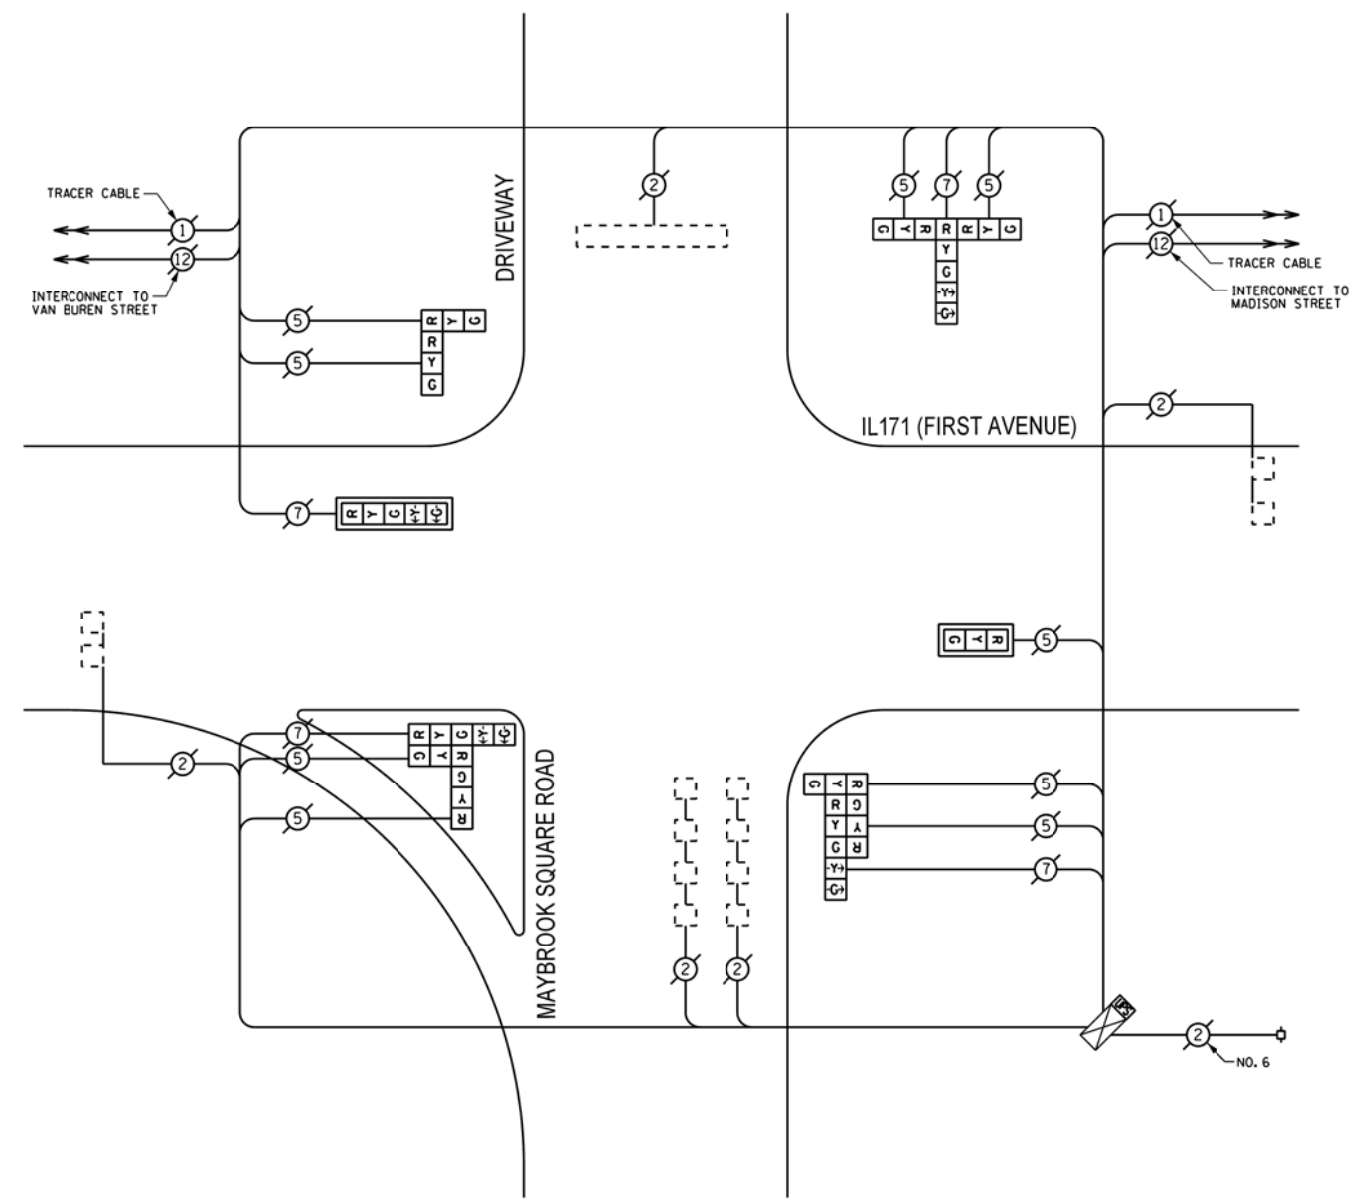 DRIVEWAY
2
5 7 5
TRACER CABLE
1
12
INTERCONNECT TO
VAN BUREN STREET
G Y R R R Y G
Y
G
←Y→
←G→
1
12
TRACER CABLE
INTERCONNECT TO
MADISON STREET
5
R Y G
5
R
Y
G
2
IL171 (FIRST AVENUE)
7
R Y G Y G
G Y R
5
7
R Y G Y G
5
G Y R
G
Y
R
5
2
MAYBROOK SQUARE ROAD
G Y R
5
R G
Y Y
5
G R
Y
7
G
2 2
UPS
2
NO. 6